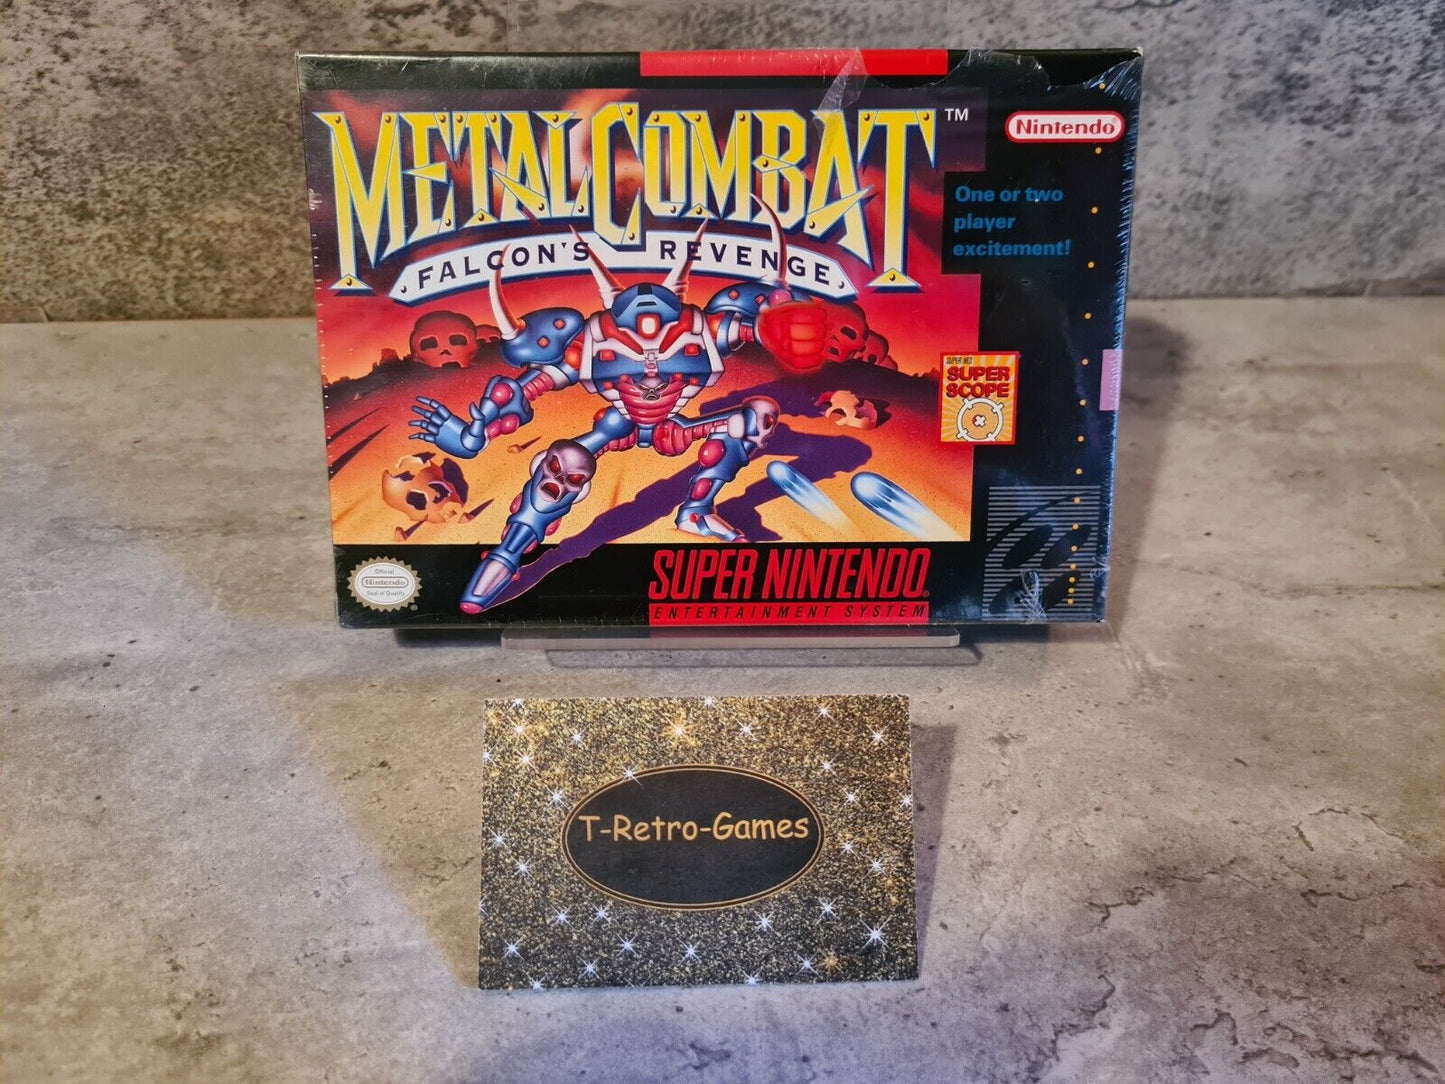 METAL COMBAT
TM
FALCON'S REVENGE
Nintendo®
One or two
player
excitement!
SUPER NES
SUPER
SCOPE
Official
Nintendo
Seal of Quality
®
SUPER NINTENDO®
ENTERTAINMENT SYSTEM
T-Retro-Games